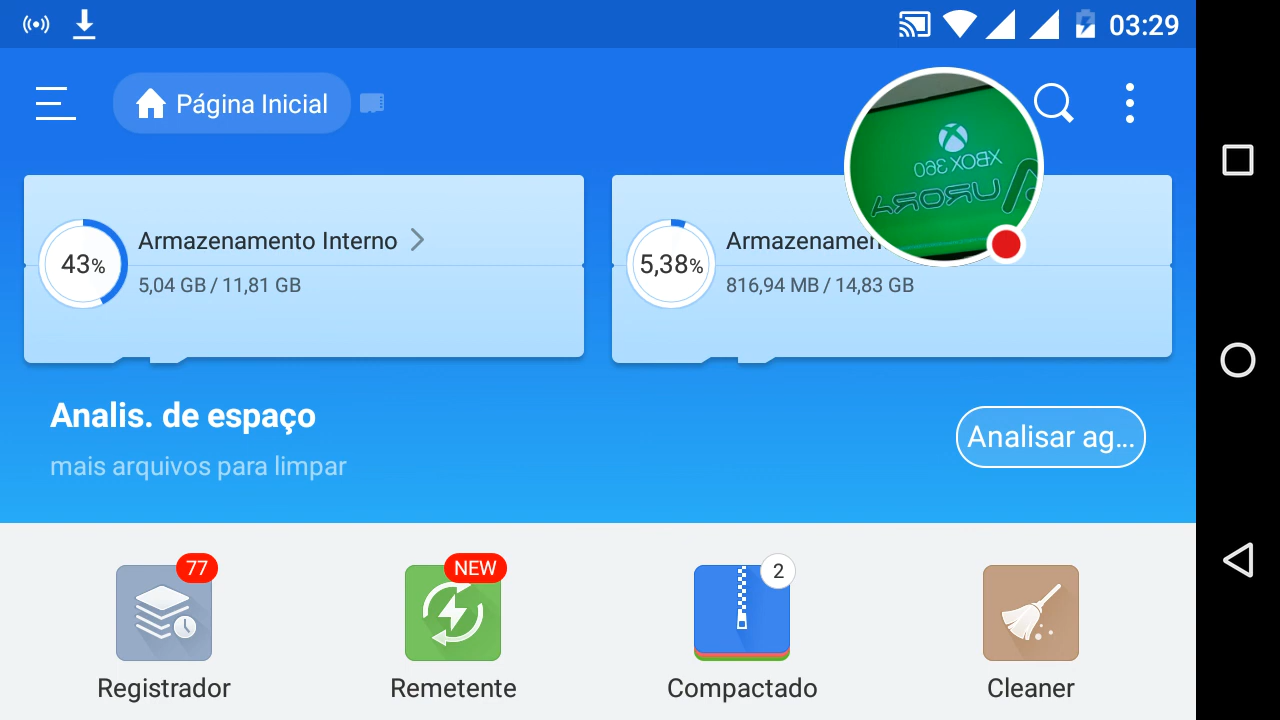 03:29
Página Inicial
XBOX 360
AURORA
43%
Armazenamento Interno
5,04 GB / 11,81 GB
5,38%
816,94 MB / 14,83 GB
Analis. de espaço
mais arquivos para limpar
Analisar ag...
77
NEW
2
Registrador
Remetente
Compactado
Cleaner